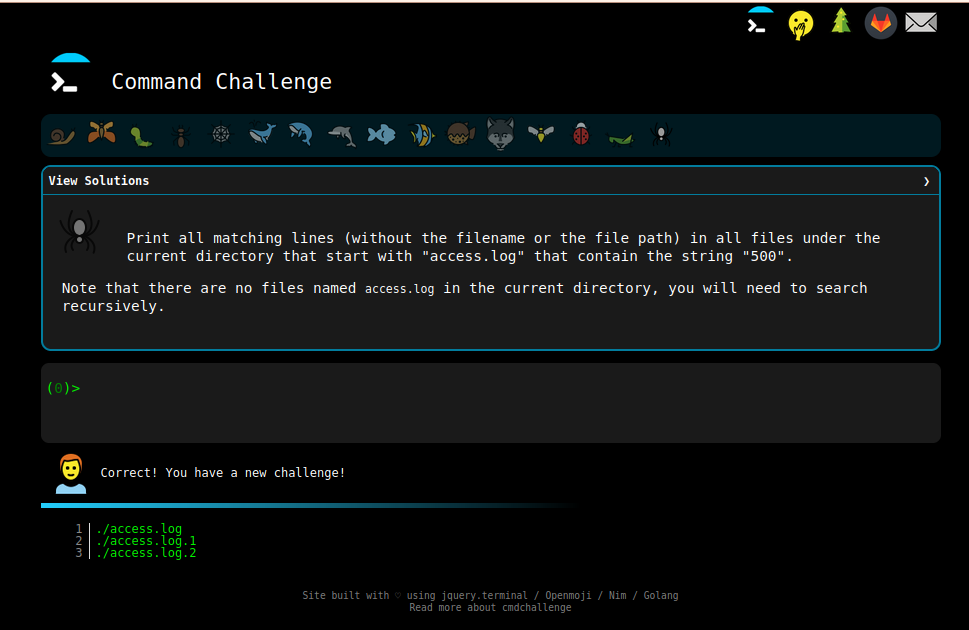 Command Challenge
View Solutions ❯
Print all matching lines (without the filename or the file path) in all files under the
current directory that start with "access.log" that contain the string "500".
Note that there are no files named access.log in the current directory, you will need to search
recursively.
(0)>
Correct! You have a new challenge!
1 ./access.log
2 ./access.log.1
3 ./access.log.2
Site built with ♡ using jquery.terminal / Openmoji / Nim / Golang
Read more about cmdchallenge